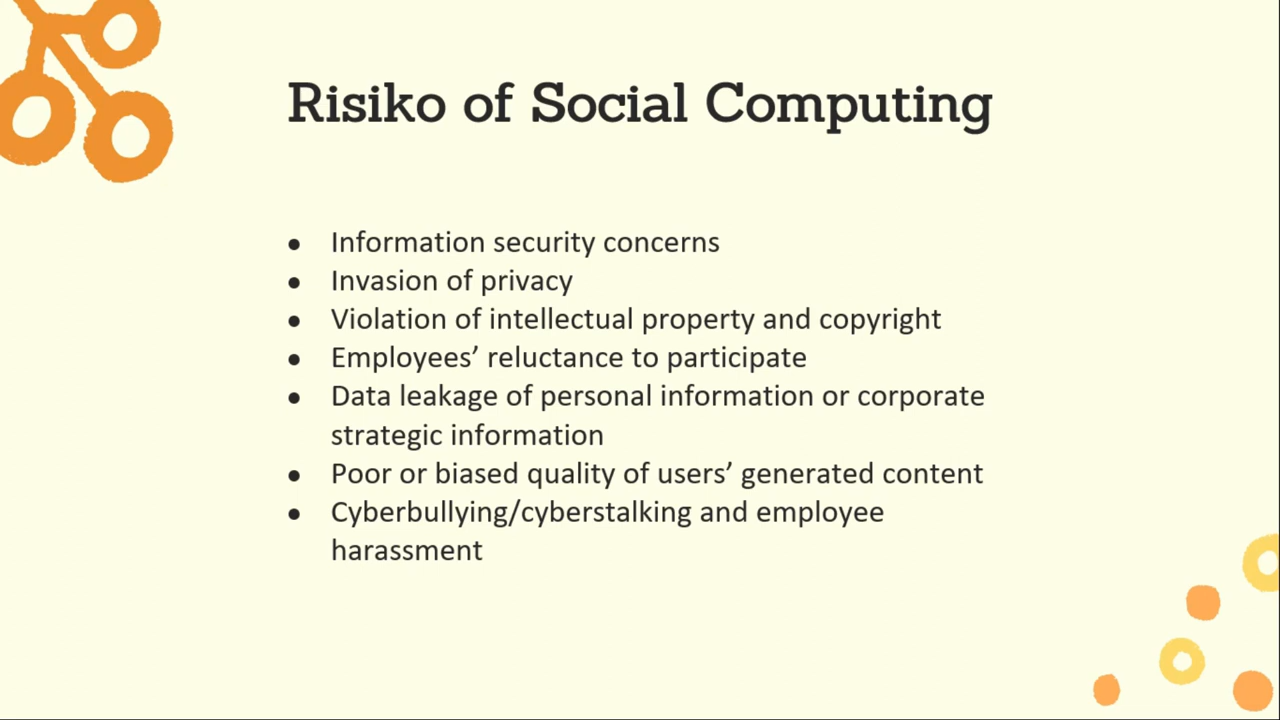 Risiko of Social Computing
● Information security concerns
● Invasion of privacy
● Violation of intellectual property and copyright
● Employees’ reluctance to participate
● Data leakage of personal information or corporate
strategic information
● Poor or biased quality of users’ generated content
● Cyberbullying/cyberstalking and employee
harassment